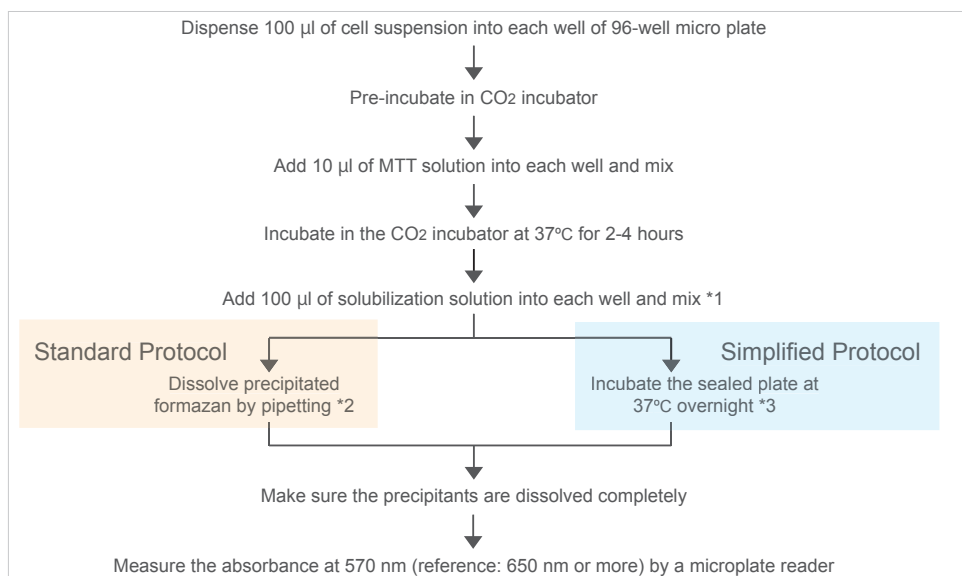 Dispense 100 µl of cell suspension into each well of 96-well micro plate
Pre-incubate in CO2 incubator
Add 10 µl of MTT solution into each well and mix
Incubate in the CO2 incubator at 37ºC for 2-4 hours
Add 100 µl of solubilization solution into each well and mix *1
Standard Protocol
Dissolve precipitated
formazan by pipetting *2
Simplified Protocol
Incubate the sealed plate at
37ºC overnight *3
Make sure the precipitants are dissolved completely
Measure the absorbance at 570 nm (reference: 650 nm or more) by a microplate reader